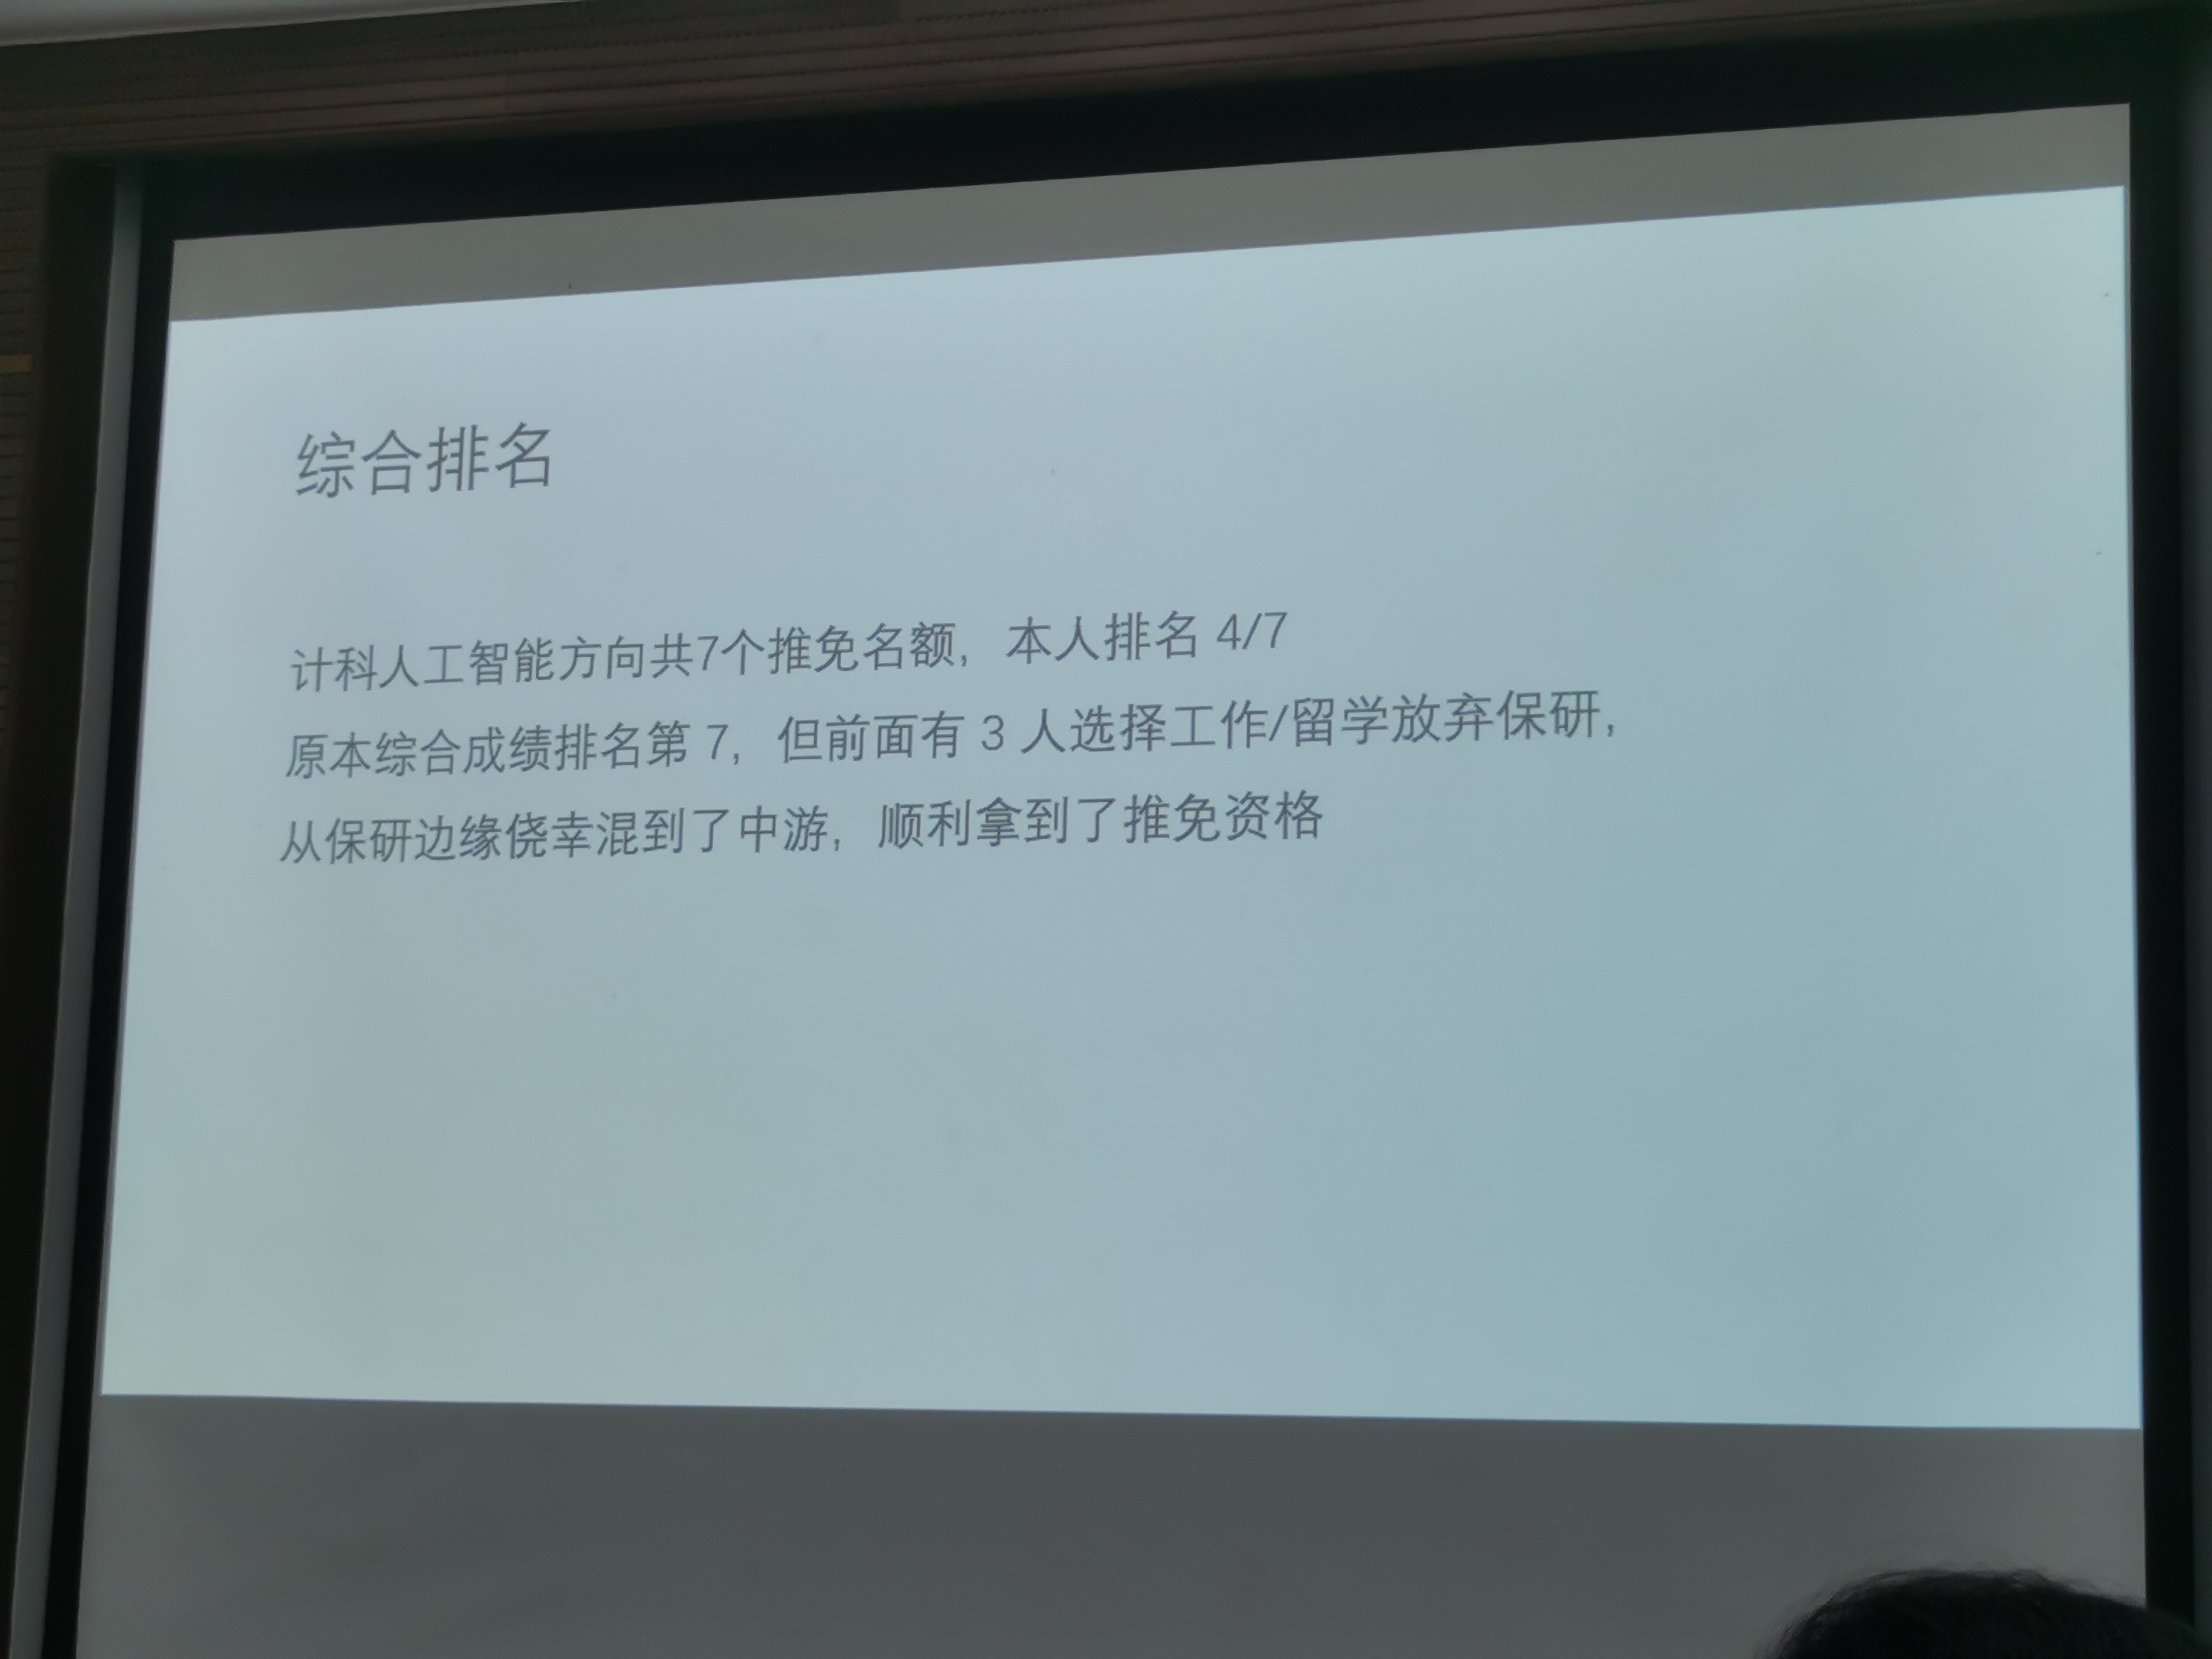 综合排名
计科人工智能方向共7个推免名额，本人排名 4/7
原本综合成绩排名第 7，但前面有 3 人选择工作/留学放弃保研，
从保研边缘侥幸混到了中游，顺利拿到了推免资格